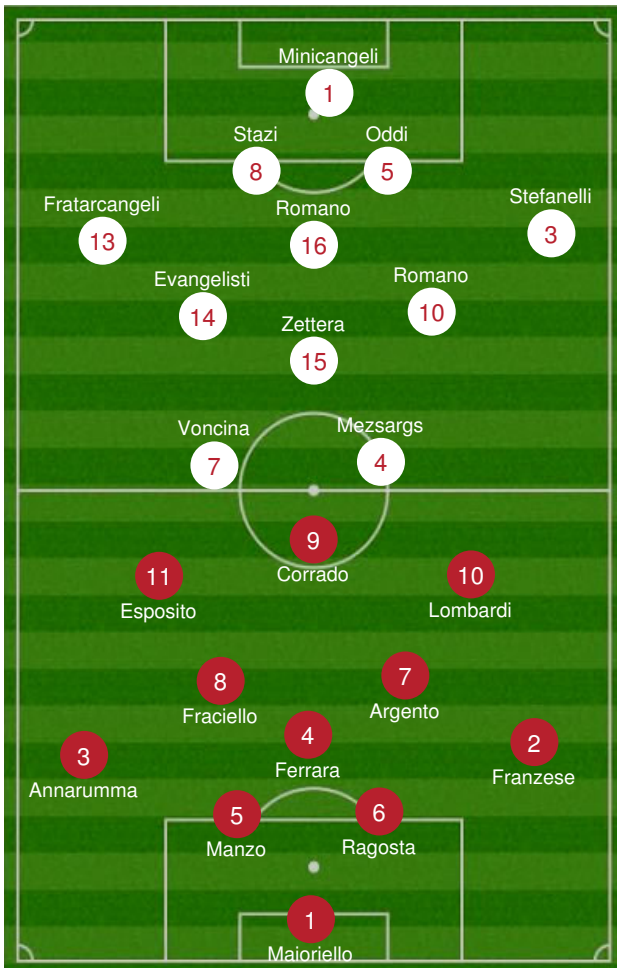 Minicangeli
1
Stazi
8
Oddi
5
Fratarcangeli
13
Romano
16
Stefanelli
3
Evangelisti
14
Romano
10
Zettera
15
Voncina
7
Mezsargs
4
9
Corrado
11
Esposito
10
Lombardi
8
Fraciello
7
Argento
4
Ferrara
3
Annarumma
2
Franzese
5
Manzo
6
Ragosta
1
Maioriello